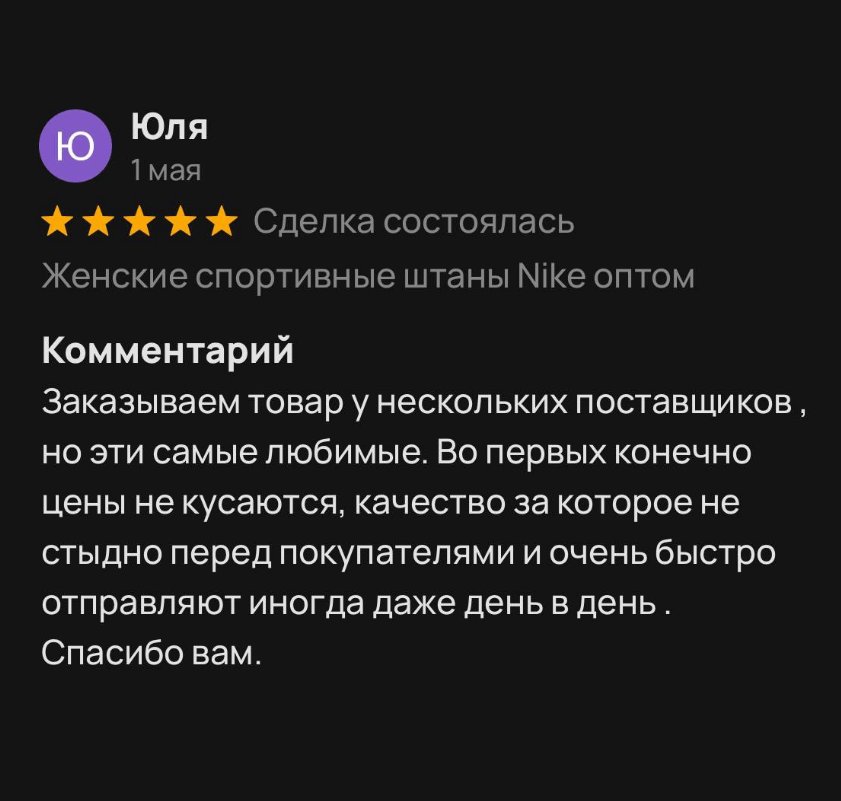 Ю
Юля
1 мая
Сделка состоялась
Женские спортивные штаны Nike оптом
Комментарий
Заказываем товар у нескольких поставщиков ,
но эти самые любимые. Во первых конечно
цены не кусаются, качество за которое не
стыдно перед покупателями и очень быстро
отправляют иногда даже день в день .
Спасибо вам.